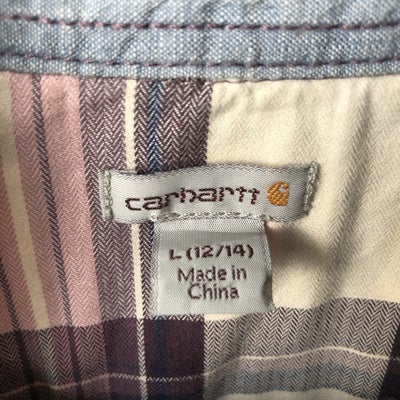 carhartt
L (12/14)
Made in
China